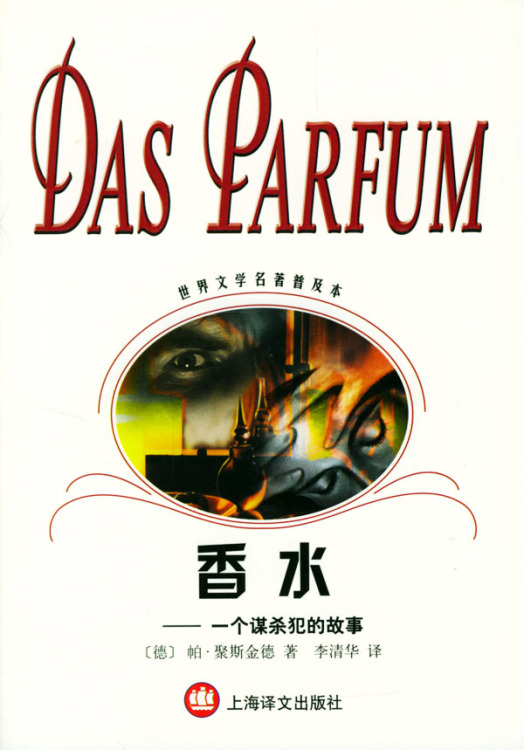 DAS PARFUM
世界文学名著普及本
香水
—— 一个谋杀犯的故事
〔德〕 帕·聚斯金德 著 李清华 译
上海译文出版社